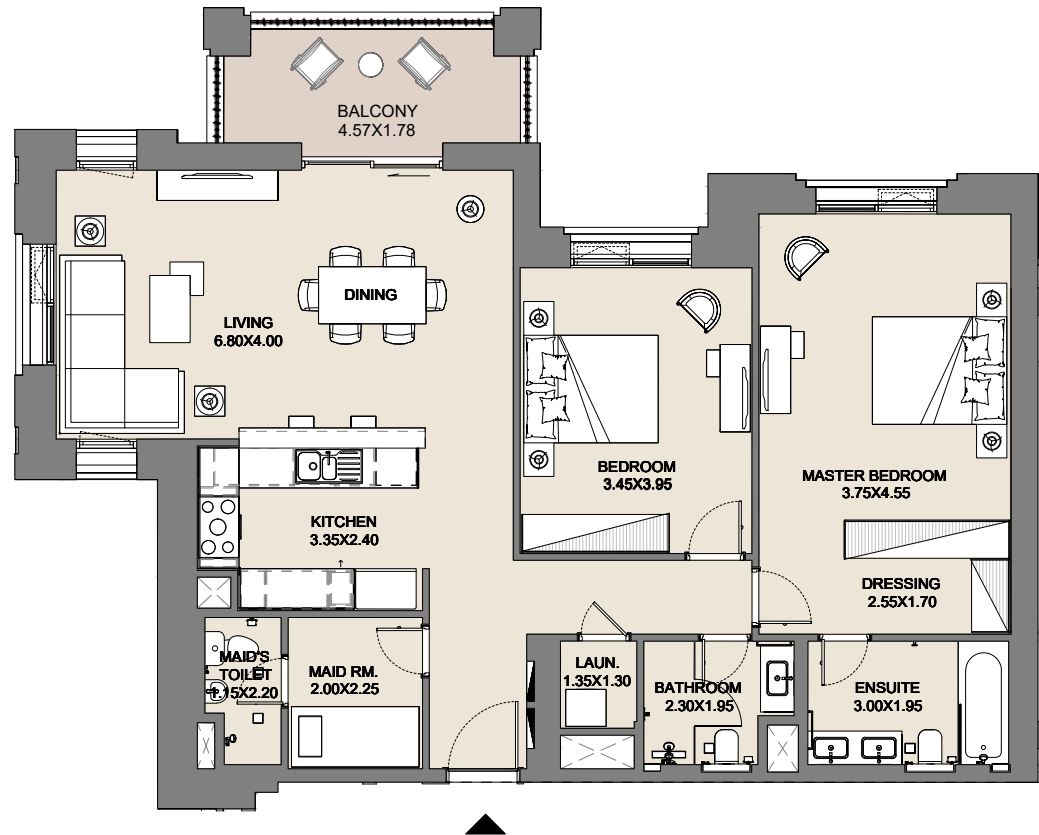 BALCONY
4.57X1.78
DINING
LIVING
6.80X4.00
BEDROOM
3.45X3.95
MASTER BEDROOM
3.75X4.55
KITCHEN
3.35X2.40
DRESSING
2.55X1.70
MAID'S
TOILET
1.15X2.20
MAID RM.
2.00X2.25
LAUN.
1.35X1.30
BATHROOM
2.30X1.95
ENSUITE
3.00X1.95